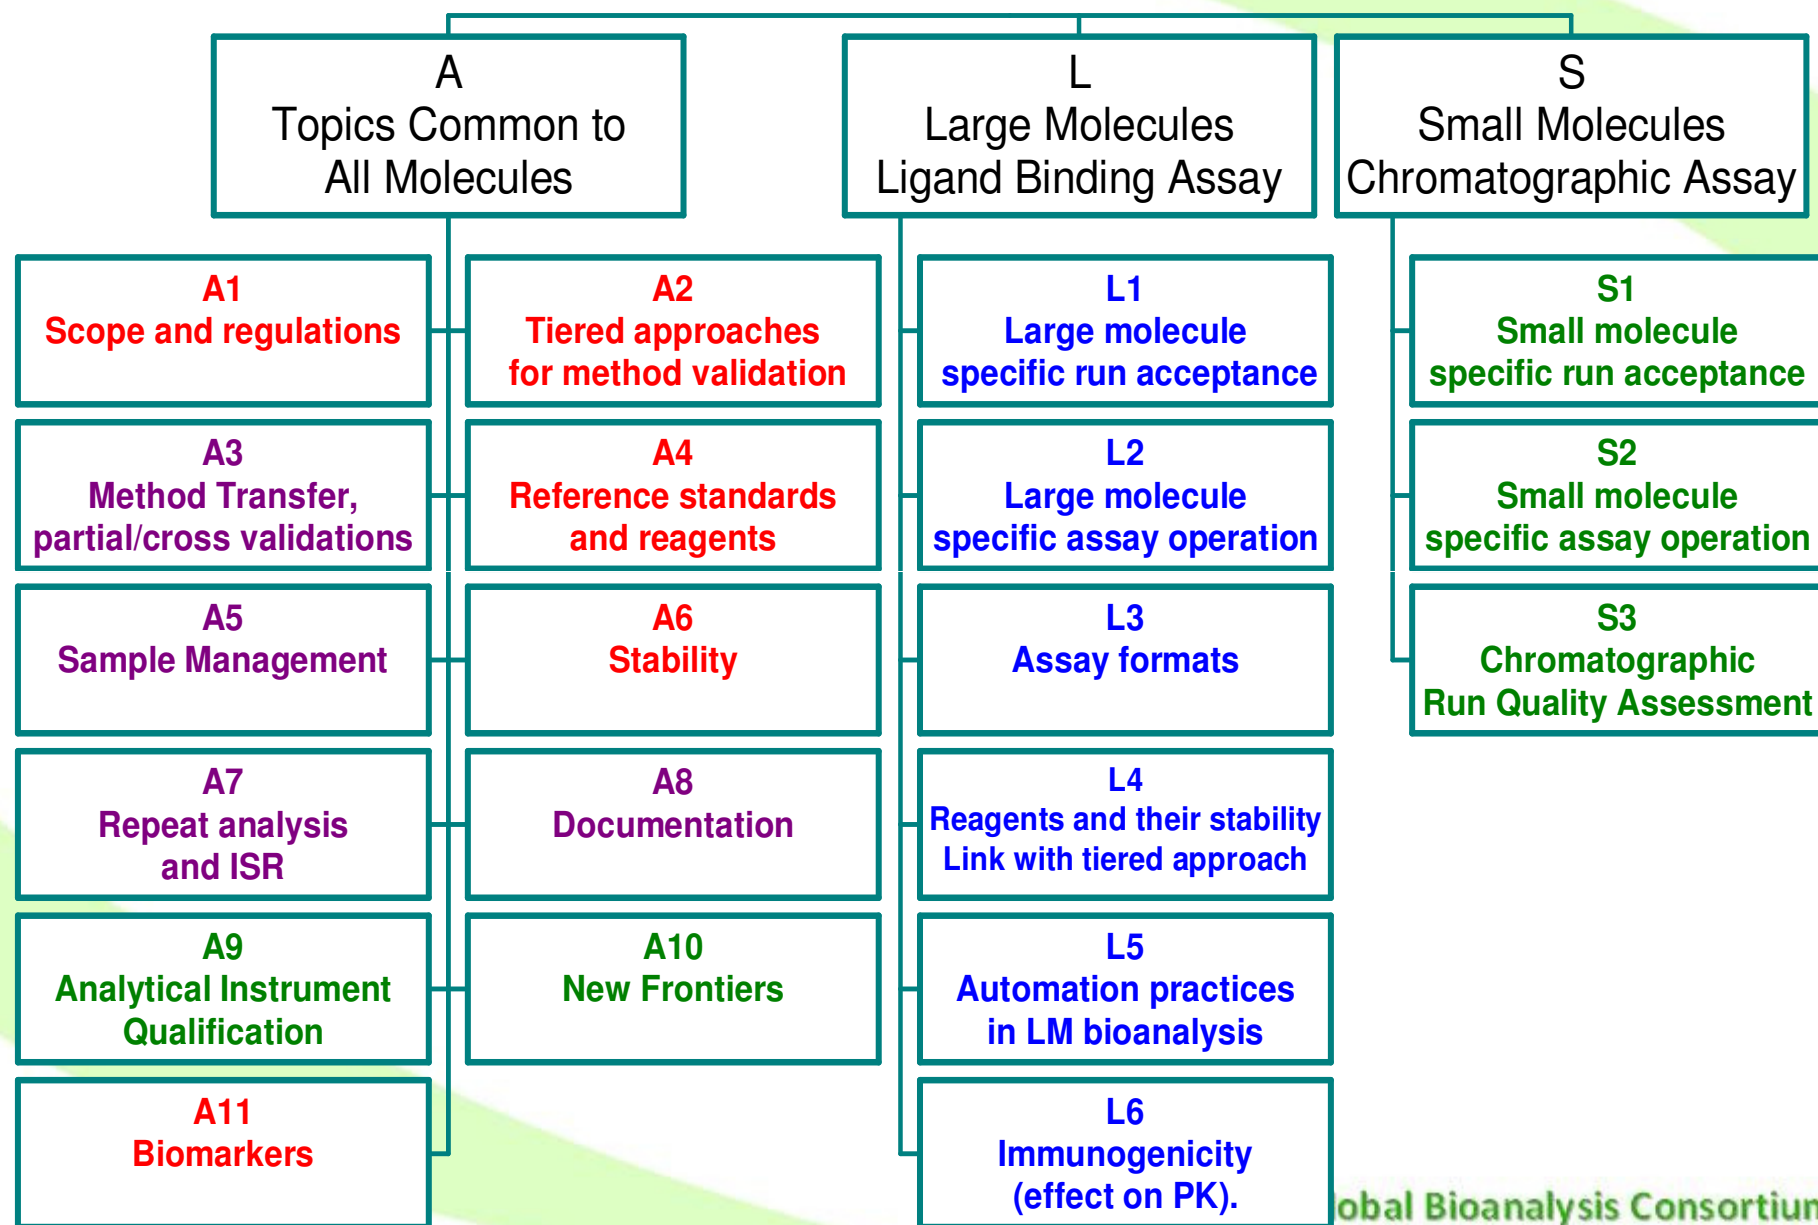 A
Topics Common to
All Molecules
L
Large Molecules
Ligand Binding Assay
S
Small Molecules
Chromatographic Assay
A1
Scope and regulations
A2
Tiered approaches
for method validation
L1
Large molecule
specific run acceptance
S1
Small molecule
specific run acceptance
A3
Method Transfer,
partial/cross validations
A4
Reference standards
and reagents
L2
Large molecule
specific assay operation
S2
Small molecule
specific assay operation
A5
Sample Management
A6
Stability
L3
Assay formats
S3
Chromatographic
Run Quality Assessment
A7
Repeat analysis
and ISR
A8
Documentation
L4
Reagents and their stability
Link with tiered approach
A9
Analytical Instrument
Qualification
A10
New Frontiers
L5
Automation practices
in LM bioanalysis
A11
Biomarkers
L6
Immunogenicity
(effect on PK).
Bioanalysis